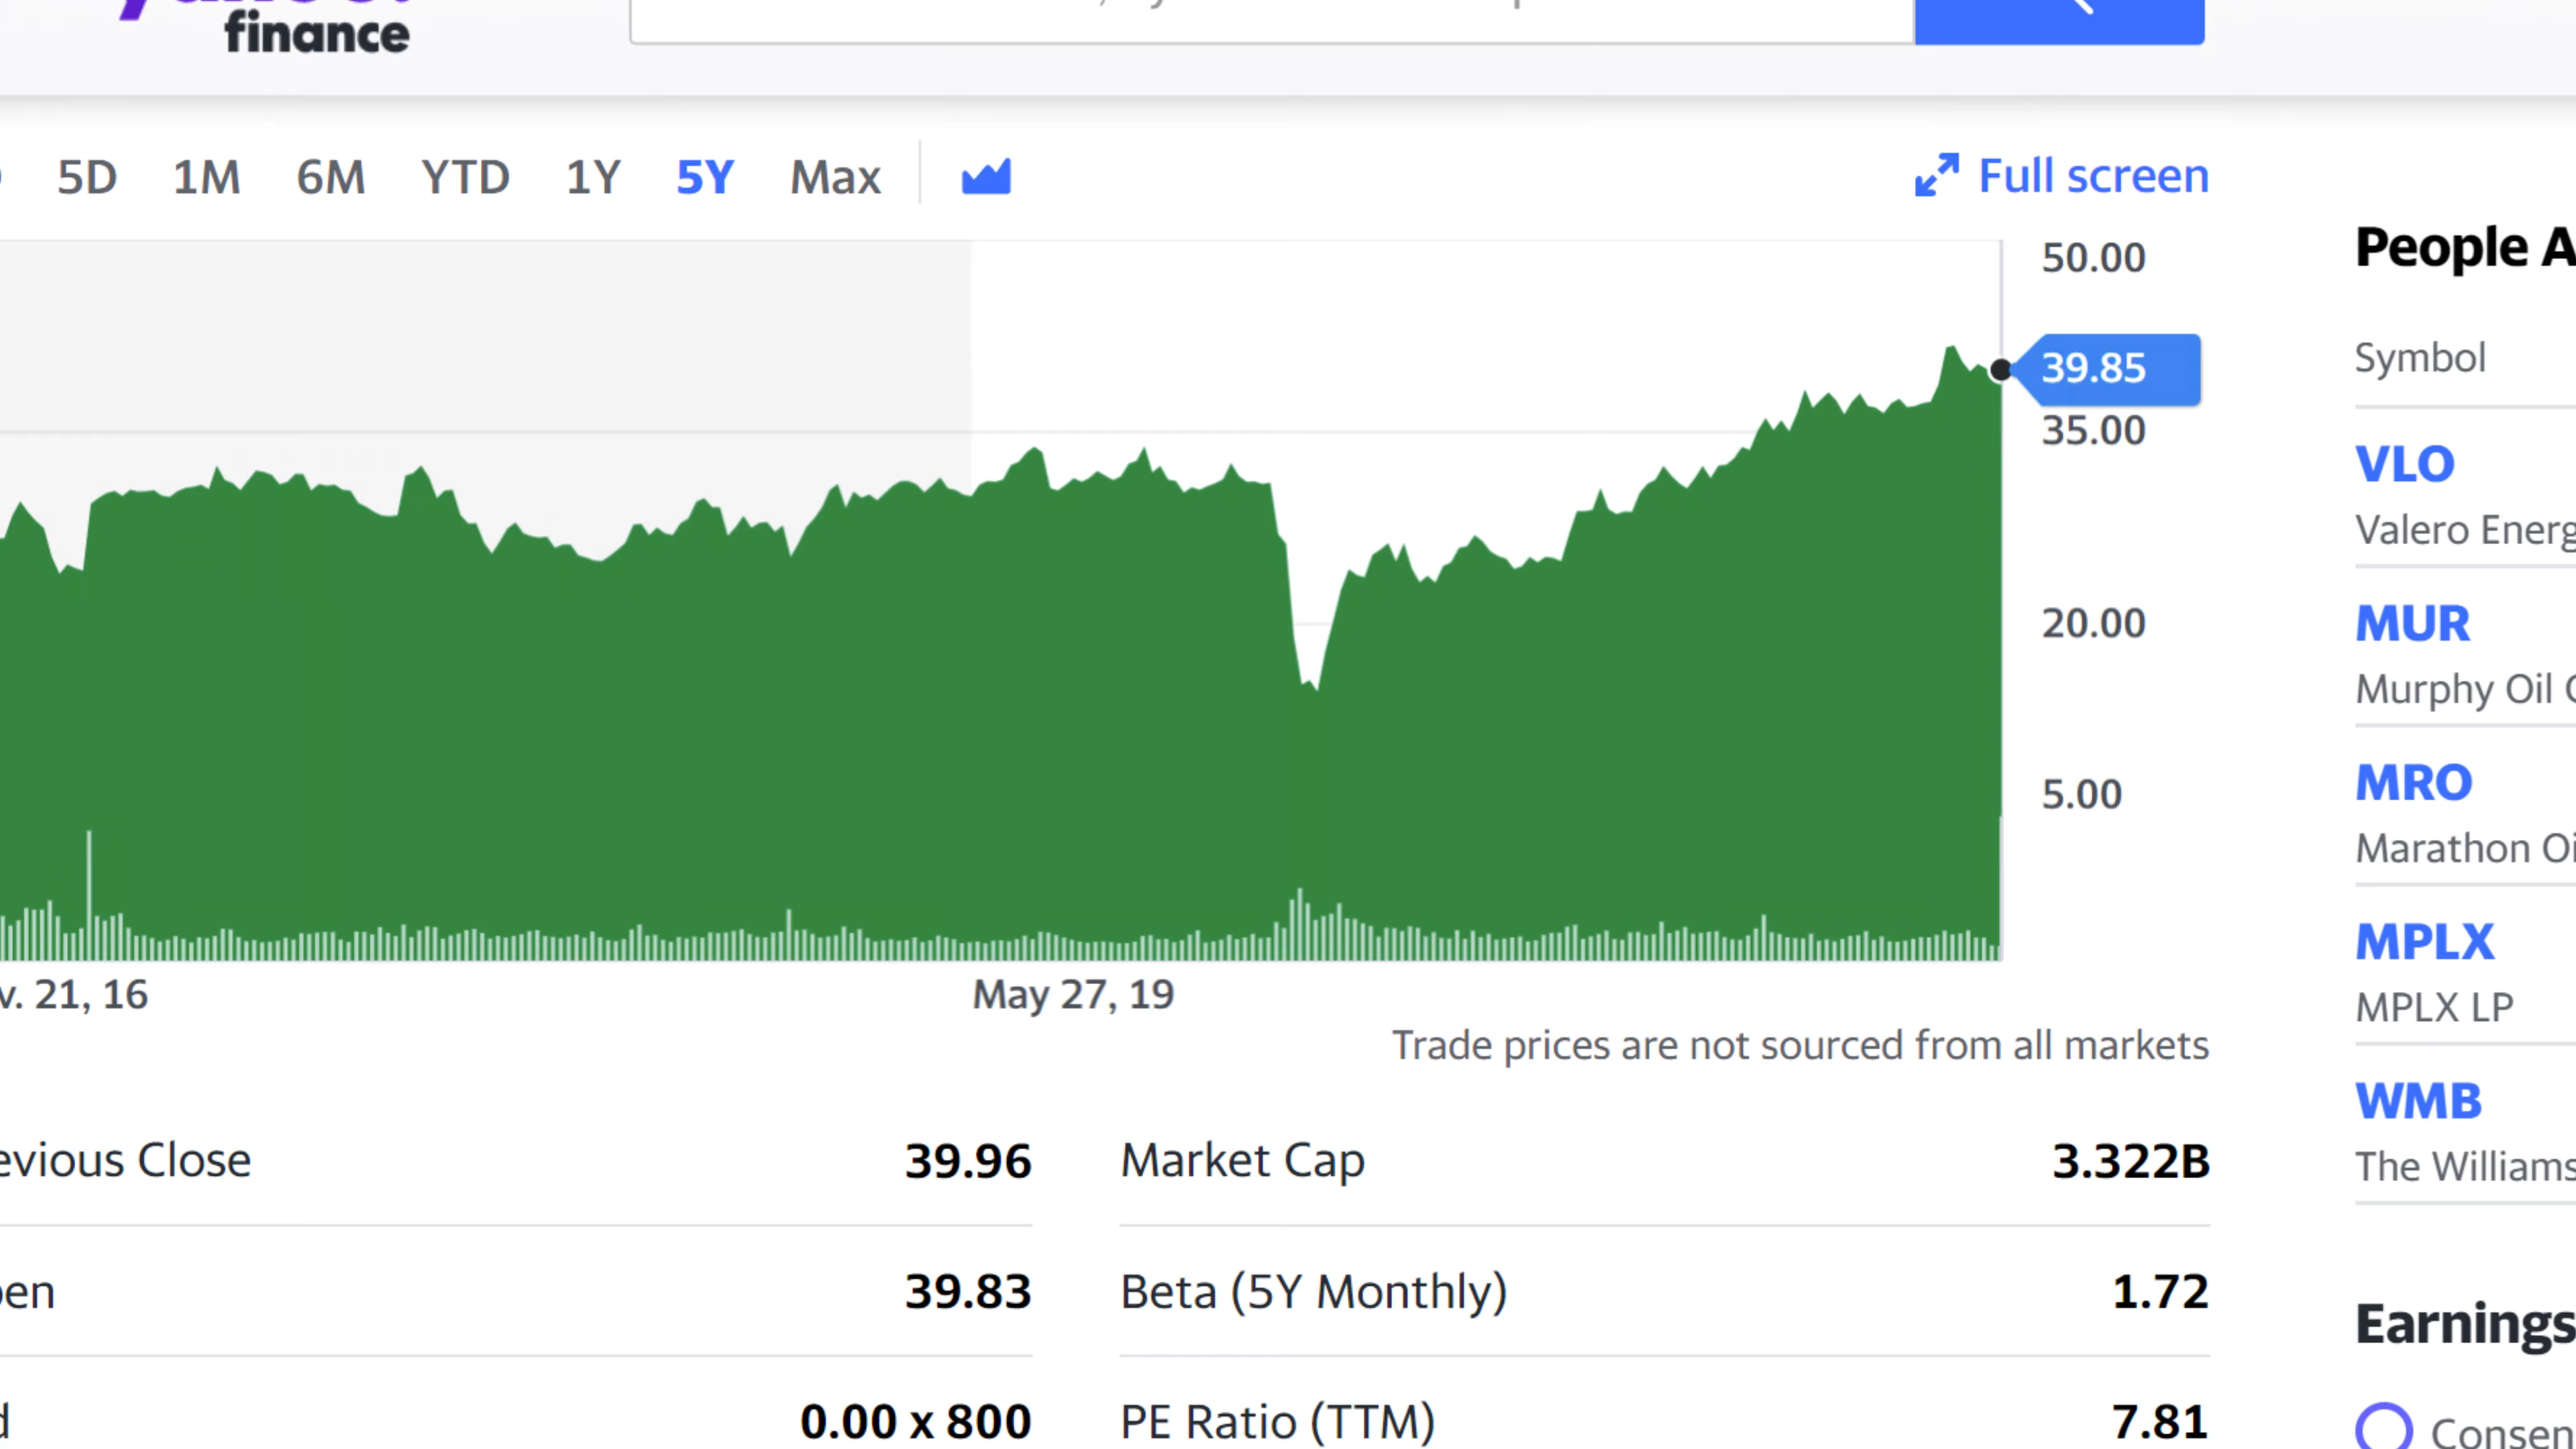 finance
5D 1M 6M YTD 1Y 5Y Max Full screen
50.00
39.85
35.00
20.00
5.00
v. 21, 16 May 27, 19
Trade prices are not sourced from all markets
evious Close 39.96 Market Cap 3.322B
en 39.83 Beta (5Y Monthly) 1.72
d 0.00 x 800 PE Ratio (TTM) 7.81
People A
Symbol
VLO
Valero Energ
MUR
Murphy Oil
MRO
Marathon Oi
MPLX
MPLX LP
WMB
The Williams
Earnings
Consen